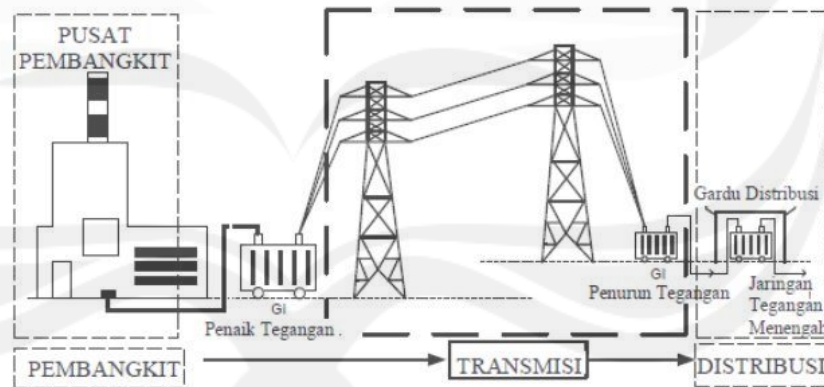 PUSAT
PEMBANGKIT
Gardu Distribusi
GI
Penaik Tegangan .
GI
Penurun Tegangan
Jaringan
Tegangan
Menengah
PEMBANGKIT
TRANSMISI
DISTRIBUSI